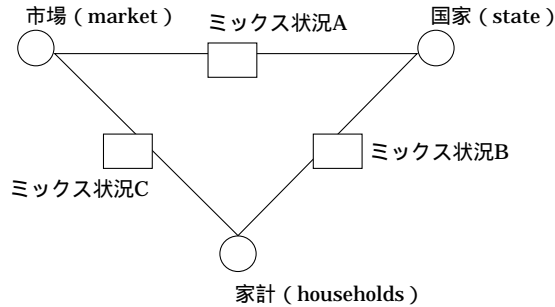 市場（market）
ミックス状況A
国家（state）
ミックス状況B
ミックス状況C
家計（households）